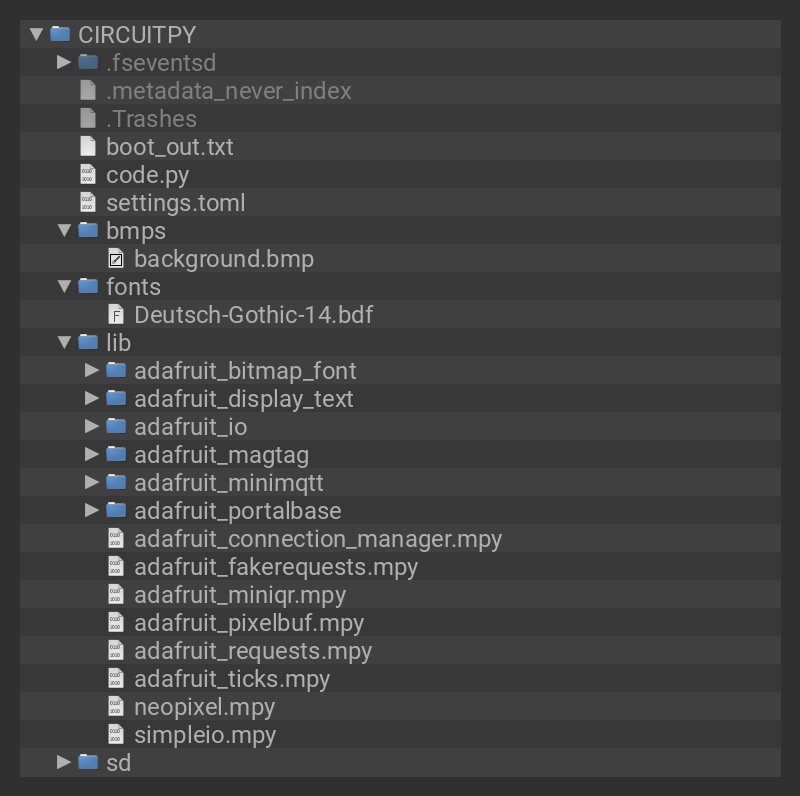 CIRCUITPY
.fseventsd
.metadata_never_index
.Trashes
boot_out.txt
code.py
settings.toml
bmps
background.bmp
fonts
Deutsch-Gothic-14.bdf
lib
adafruit_bitmap_font
adafruit_display_text
adafruit_io
adafruit_magtag
adafruit_minimqtt
adafruit_portalbase
adafruit_connection_manager.mpy
adafruit_fakerequests.mpy
adafruit_miniqr.mpy
adafruit_pixelbuf.mpy
adafruit_requests.mpy
adafruit_ticks.mpy
neopixel.mpy
simpleio.mpy
sd